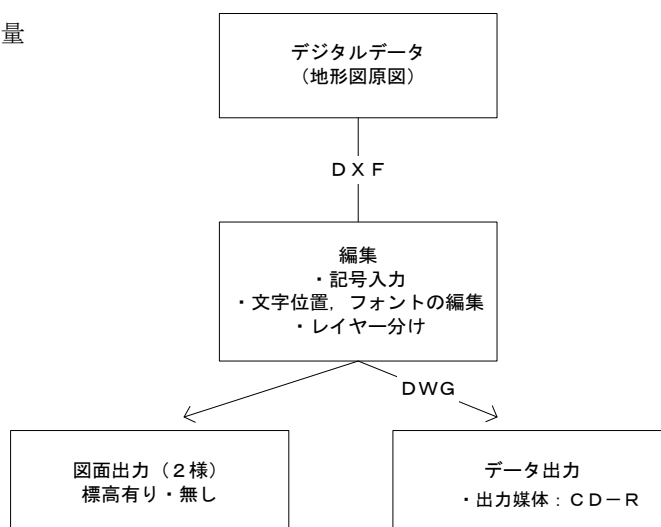 量
デジタルデータ
（地形図原図）
ＤＸＦ
編集
・記号入力
・文字位置，フォントの編集
・レイヤー分け
DWG
図面出力（２様）
標高有り・無し
データ出力
・出力媒体：ＣＤ－Ｒ